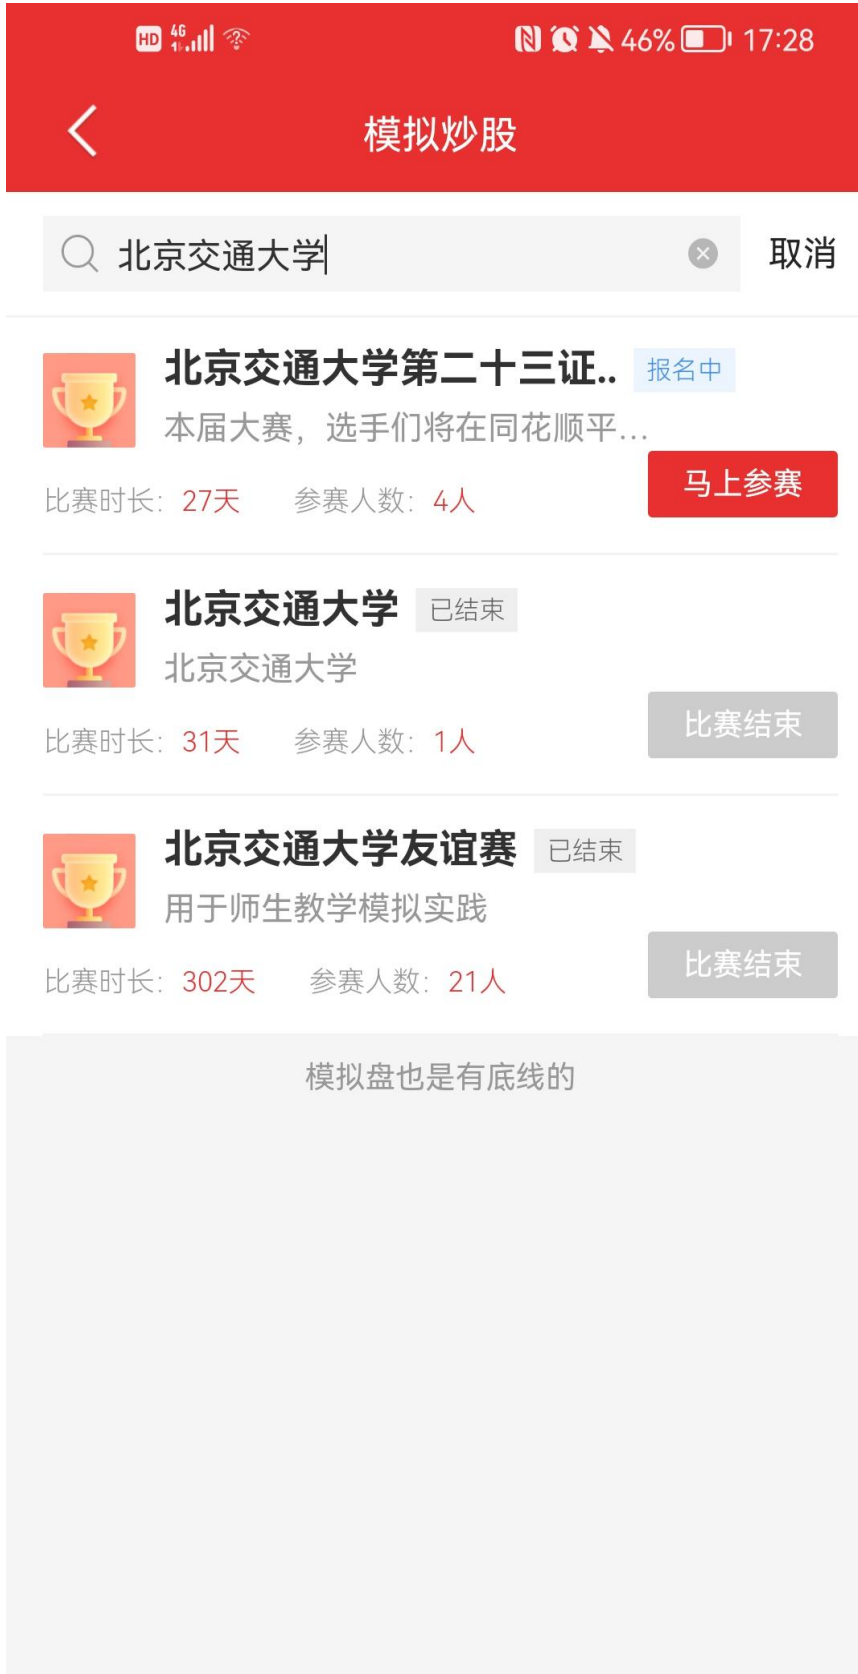 HD 4G 46% 17:28
模拟炒股
北京交通大学 取消
北京交通大学第二十三证.. 报名中
本届大赛，选手们将在同花顺平...
马上参赛
比赛时长: 27天 参赛人数: 4人
北京交通大学 已结束
北京交通大学
比赛结束
比赛时长: 31天 参赛人数: 1人
北京交通大学友谊赛 已结束
用于师生教学模拟实践
比赛结束
比赛时长: 302天 参赛人数: 21人
模拟盘也是有底线的